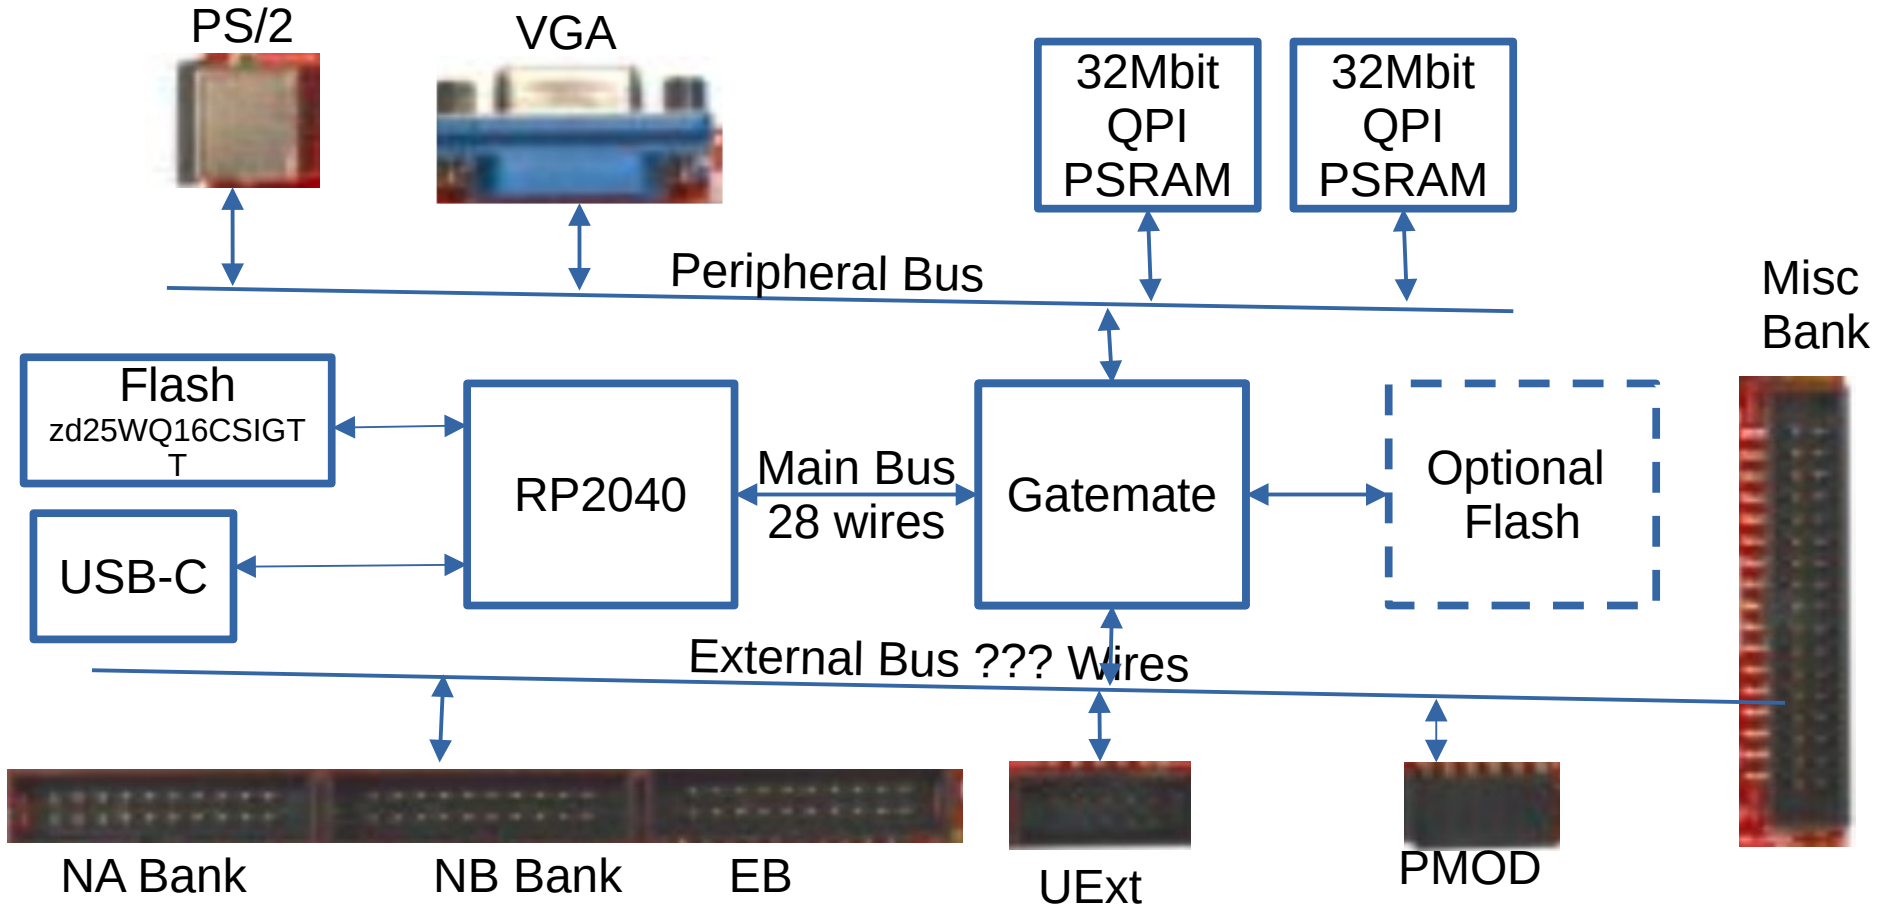 PS/2
VGA
32Mbit
QPI
PSRAM
32Mbit
QPI
PSRAM
Peripheral Bus
Misc
Bank
Flash
zd25WQ16CSIGT
T
USB-C
RP2040
Main Bus
28 wires
Gatemate
Optional
Flash
External Bus ??? Wires
NA Bank
NB Bank
EB
UExt
PMOD